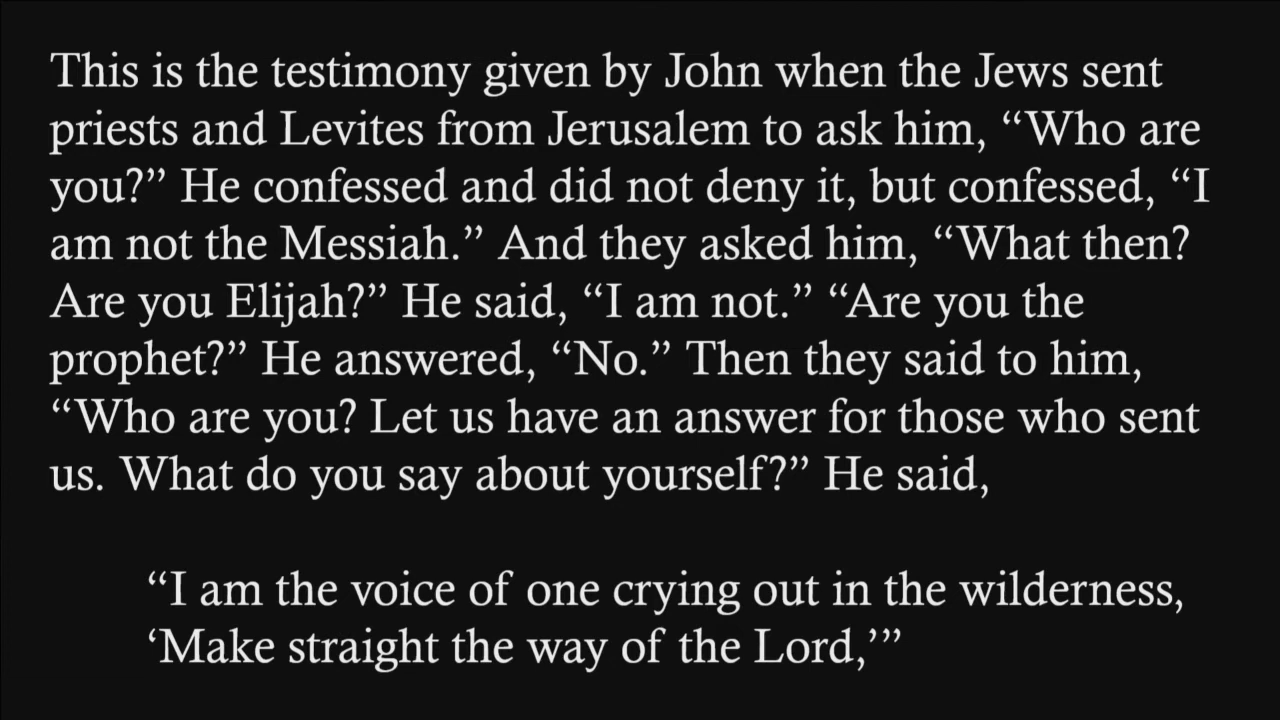 This is the testimony given by John when the Jews sent
priests and Levites from Jerusalem to ask him, “Who are
you?” He confessed and did not deny it, but confessed, “I
am not the Messiah.” And they asked him, “What then?
Are you Elijah?” He said, “I am not.” “Are you the
prophet?” He answered, “No.” Then they said to him,
“Who are you? Let us have an answer for those who sent
us. What do you say about yourself?” He said,
“I am the voice of one crying out in the wilderness,
‘Make straight the way of the Lord,’”